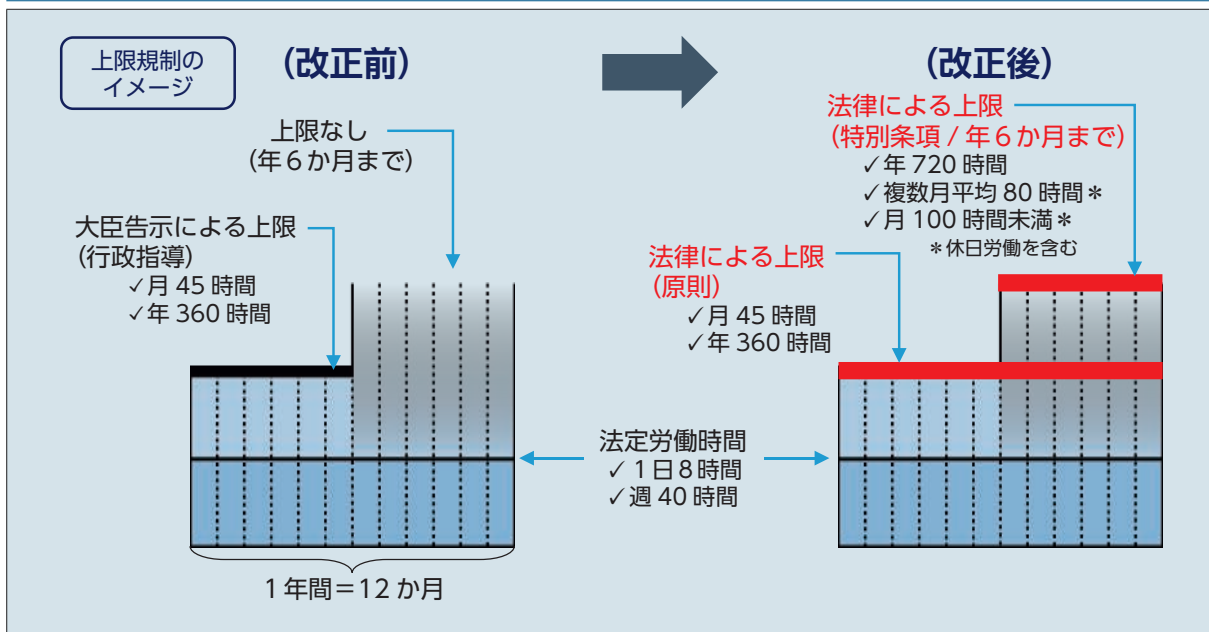 上限規制の
イメージ
(改正前)
上限なし
(年6か月まで)
大臣告示による上限
(行政指導)
✓月 45 時間
✓年 360 時間
1年間=12 か月
法定労働時間
✓1日8時間
✓週 40 時間
(改正後)
法律による上限
(特別条項 / 年6か月まで)
✓年 720 時間
✓複数月平均 80 時間*
✓月 100 時間未満*
*休日労働を含む
法律による上限
(原則)
✓月 45 時間
✓年 360 時間